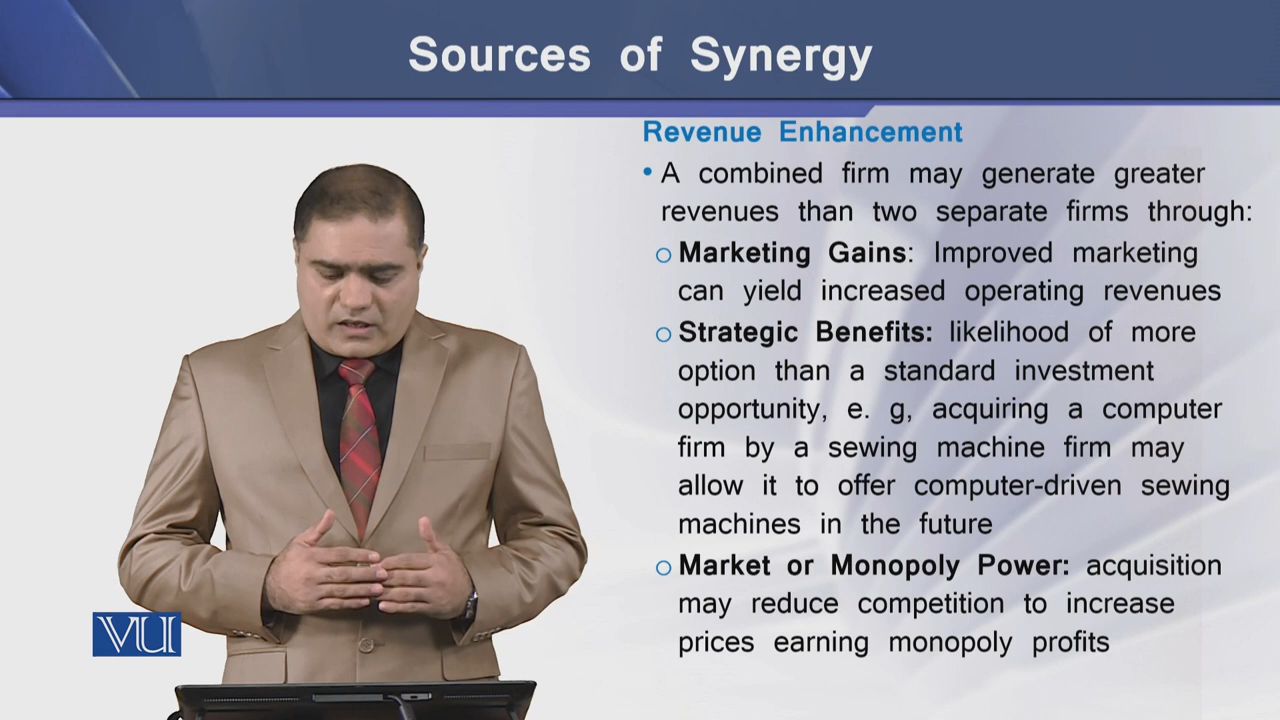 Sources of Synergy
Revenue Enhancement
• A combined firm may generate greater
revenues than two separate firms through:
o Marketing Gains: Improved marketing
can yield increased operating revenues
o Strategic Benefits: likelihood of more
option than a standard investment
opportunity, e. g, acquiring a computer
firm by a sewing machine firm may
allow it to offer computer-driven sewing
machines in the future
o Market or Monopoly Power: acquisition
may reduce competition to increase
prices earning monopoly profits
VU